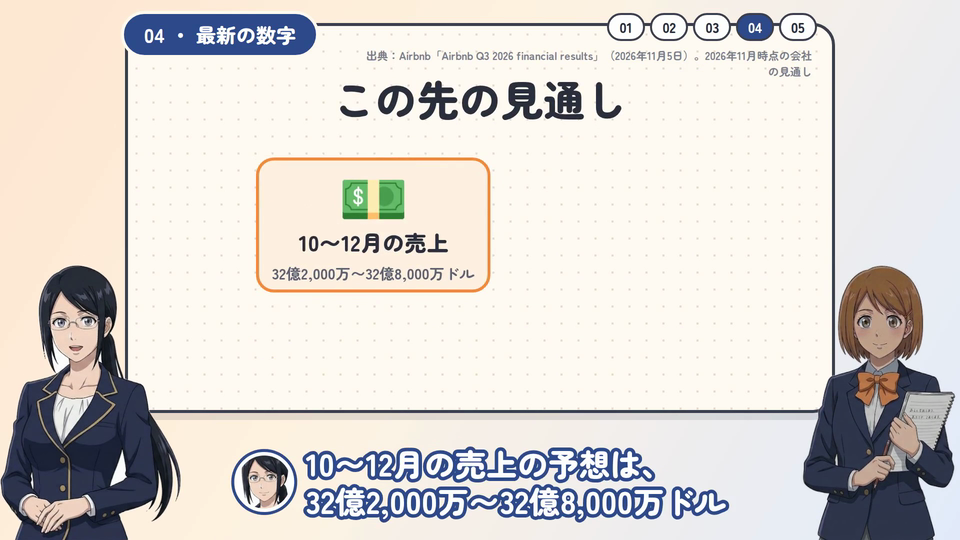 04 ・ 最新の数字
01 02 03 04 05
出典：Airbnb「Airbnb Q3 2026 financial results」（2026年11月5日）。2026年11月時点の会社
の見通し
この先の見通し
$
10〜12月の売上
32億2,000万〜32億8,000万ドル
10〜12月の売上の予想は、
32億2,000万〜32億8,000万ドル